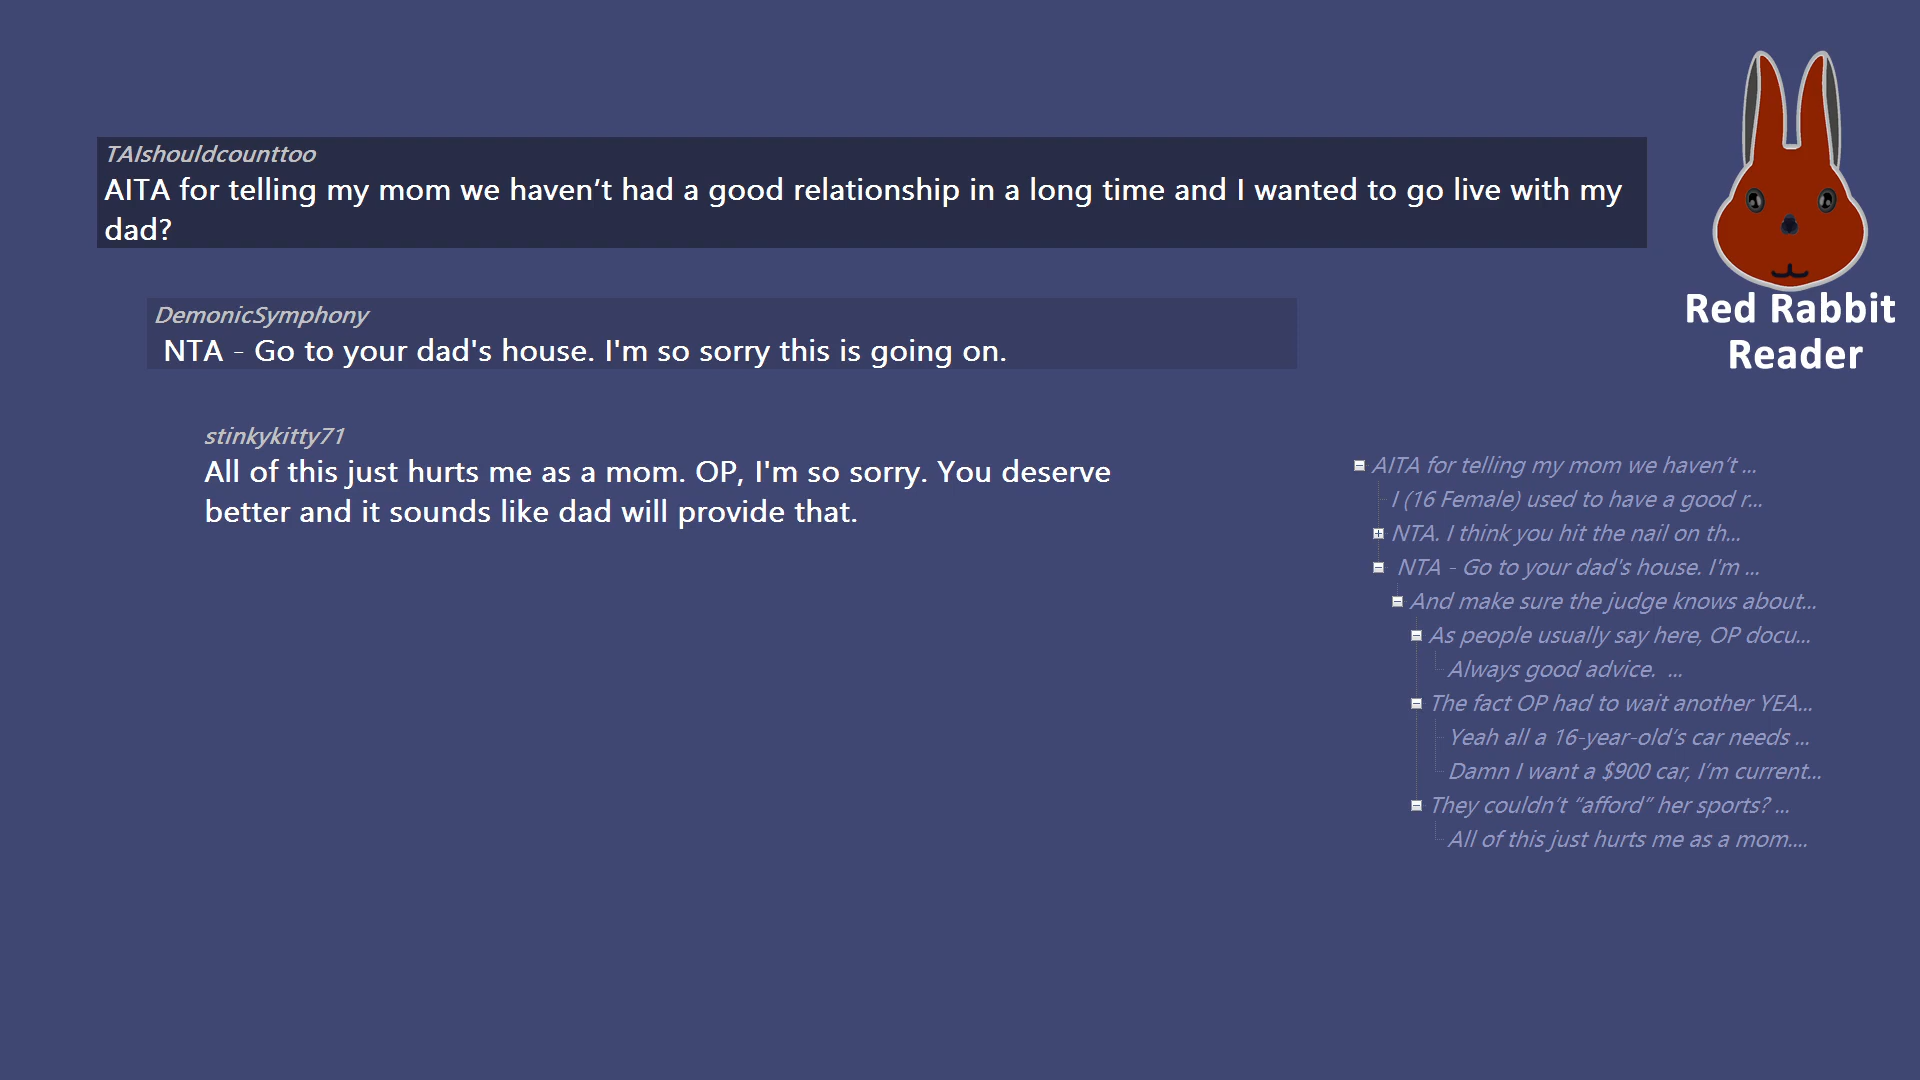 TAIshouldcounttoo
AITA for telling my mom we haven’t had a good relationship in a long time and I wanted to go live with my
dad?
DemonicSymphony
NTA - Go to your dad's house. I'm so sorry this is going on.
stinkykitty71
All of this just hurts me as a mom. OP, I'm so sorry. You deserve
better and it sounds like dad will provide that.
Red Rabbit
Reader
AITA for telling my mom we haven’t ...
I (16 Female) used to have a good r...
NTA. I think you hit the nail on th...
NTA - Go to your dad's house. I'm ...
And make sure the judge knows about...
As people usually say here, OP docu...
Always good advice. ...
The fact OP had to wait another YEA...
Yeah all a 16-year-old’s car needs ...
Damn I want a $900 car, I’m current...
They couldn’t “afford” her sports? ...
All of this just hurts me as a mom....